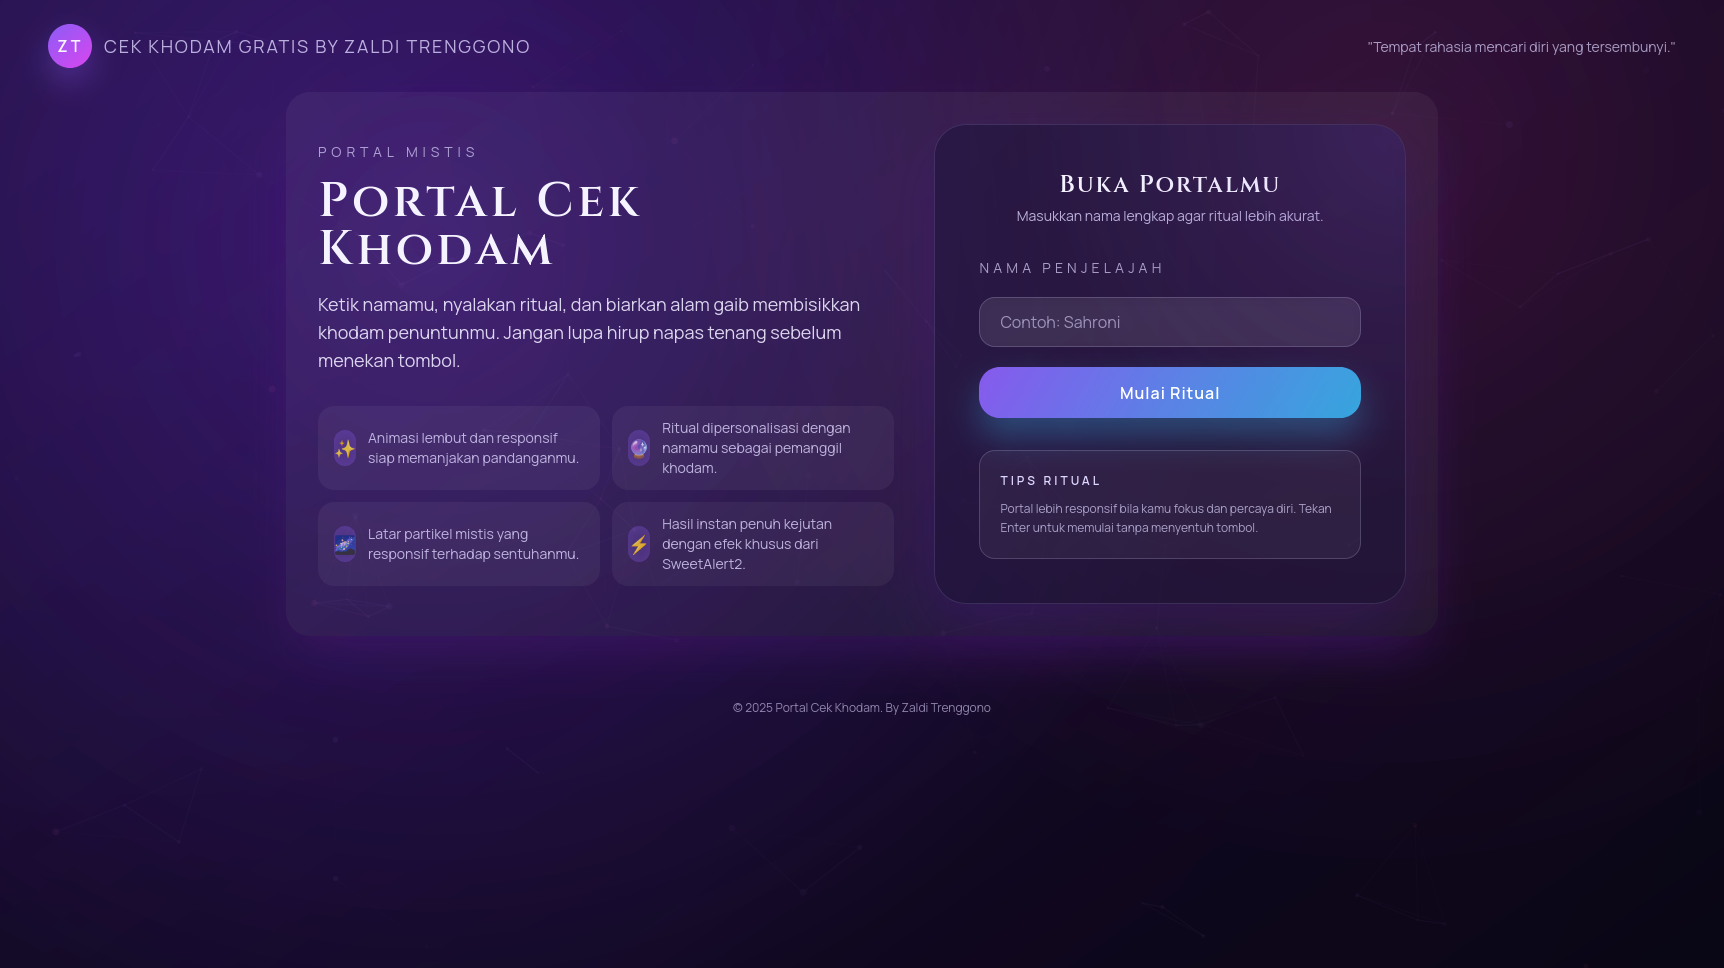 ZT
CEK KHODAM GRATIS BY ZALDI TRENGGONO
"Tempat rahasia mencari diri yang tersembunyi."
PORTAL MISTIS
Portal Cek
Khodam
Ketik namamu, nyalakan ritual, dan biarkan alam gaib membisikkan
khodam penuntunmu. Jangan lupa hirup napas tenang sebelum
menekan tombol.
Animasi lembut dan responsif
siap memanjakan pandanganmu.
Ritual dipersonalisasi dengan
namamu sebagai pemanggil
khodam.
Latar partikel mistis yang
responsif terhadap sentuhanmu.
Hasil instan penuh kejutan
dengan efek khusus dari
SweetAlert2.
Buka Portalmu
Masukkan nama lengkap agar ritual lebih akurat.
NAMA PENJELAJAH
Contoh: Sahroni
Mulai Ritual
TIPS RITUAL
Portal lebih responsif bila kamu fokus dan percaya diri. Tekan
Enter untuk memulai tanpa menyentuh tombol.
© 2025 Portal Cek Khodam. By Zaldi Trenggono